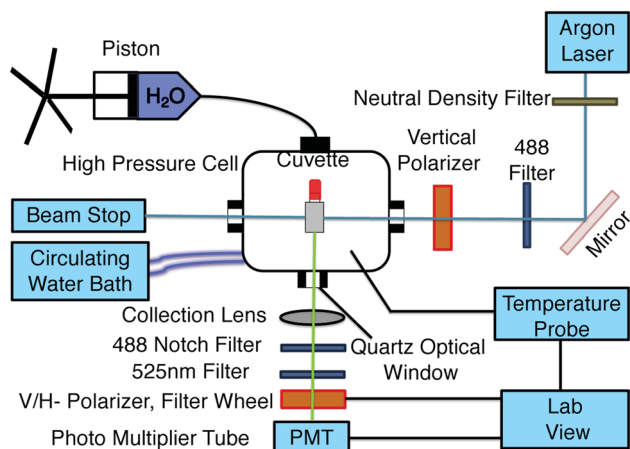 Argon
Laser
Piston
H₂O
Neutral Density Filter
Vertical
Polarizer
488
Filter
High Pressure Cell
Cuvette
Beam Stop
Mirror
Circulating
Water Bath
Temperature
Probe
Collection Lens
488 Notch Filter
Quartz Optical
Window
525nm Filter
V/H- Polarizer, Filter Wheel
Lab
View
Photo Multiplier Tube
PMT